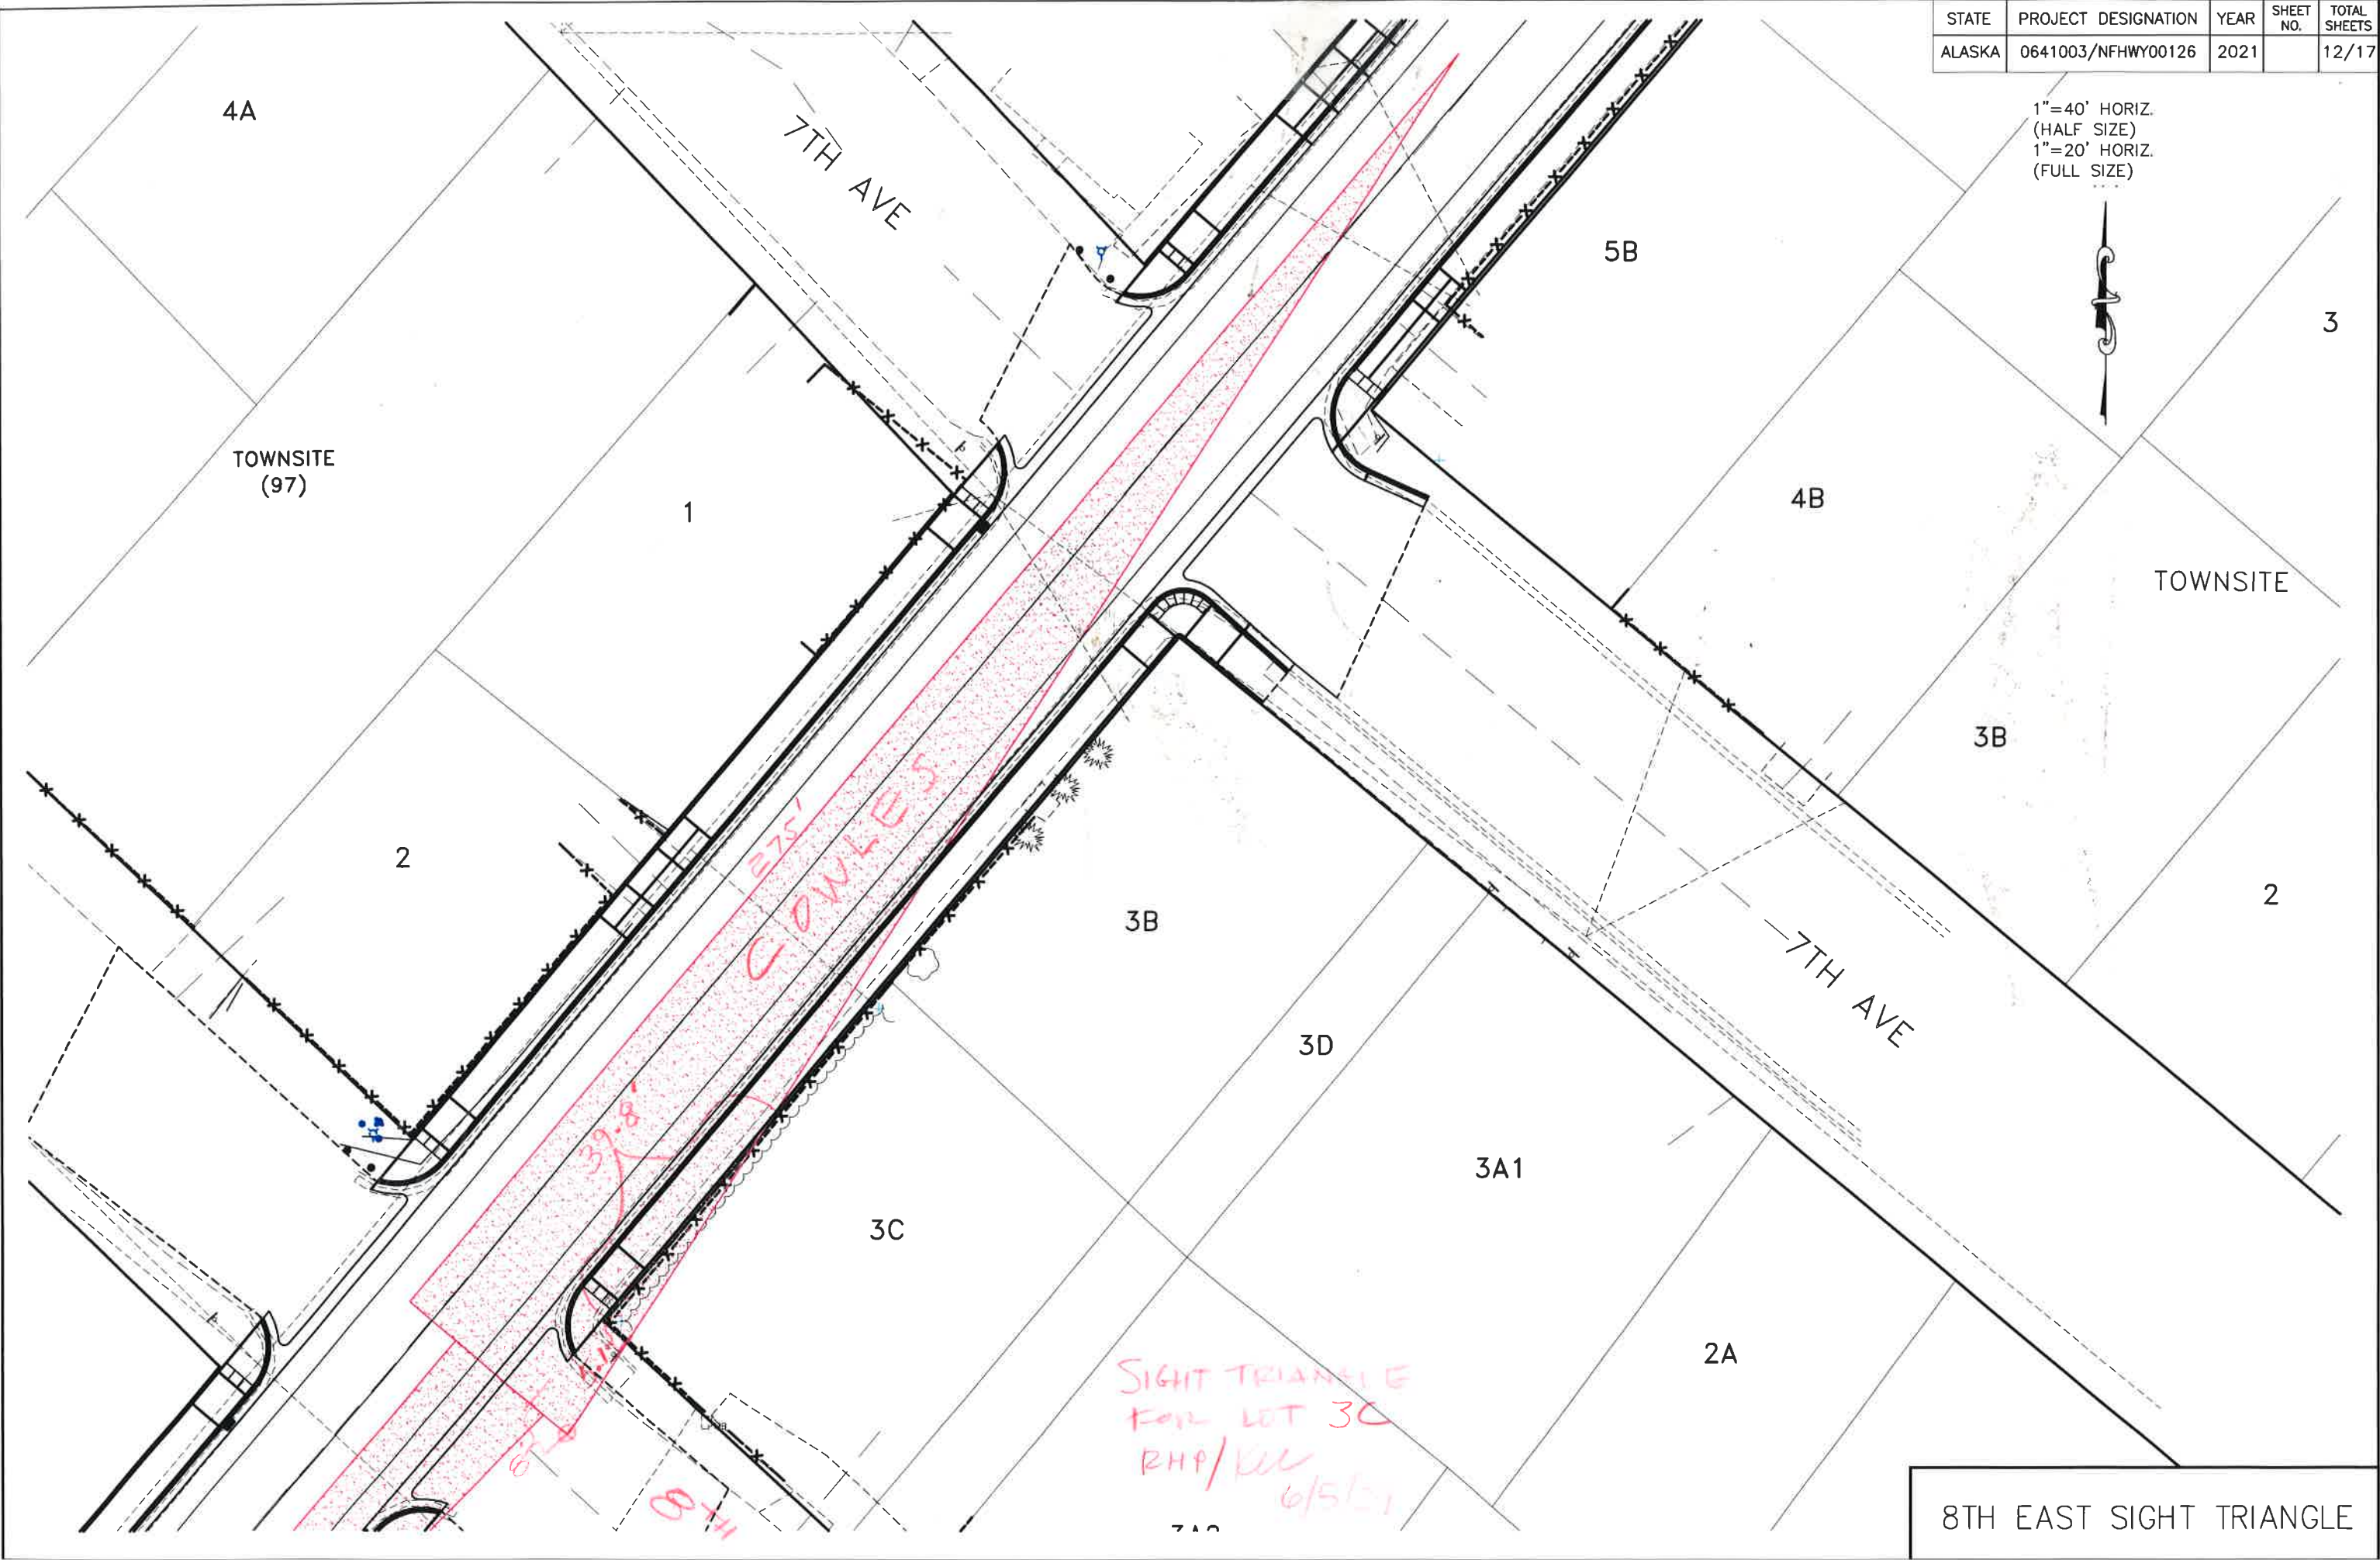 STATE PROJECT DESIGNATION YEAR SHEET NO. TOTAL SHEETS
ALASKA 0641003/NFHWY00126 2021 12/17
1"=40' HORIZ.
(HALF SIZE)
1"=20' HORIZ.
(FULL SIZE)
4A
7TH AVE
5B
3
TOWNSITE
(97)
1
4B
TOWNSITE
3B
2
275'
COWLES
2
3B
7TH AVE
3D
39.8'
3A1
3C
2A
SIGHT TRIANGLE
FOR LOT 3C
RHP/
6/5/
8TH
8TH EAST SIGHT TRIANGLE